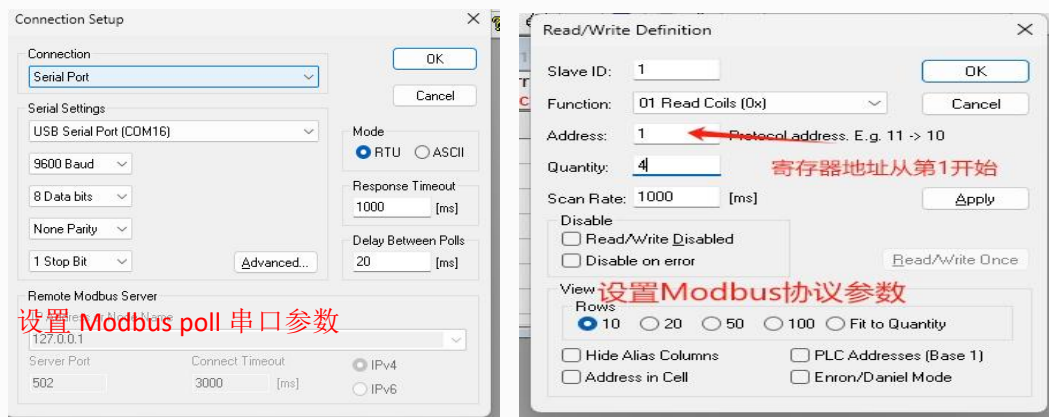 Connection Setup
Connection
Serial Port
OK
Cancel
Serial Settings
USB Serial Port (COM16)
9600 Baud
8 Data bits
None Parity
1 Stop Bit
Advanced...
Mode
RTU
ASCII
Response Timeout
1000 [ms]
Delay Between Polls
20 [ms]
Remote Modbus Server
设置 Modbus poll 串口参数
127.0.0.1
Server Port
Connect Timeout
502
3000 [ms]
IPv4
IPv6
Read/Write Definition
Slave ID: 1
OK
Function: 01 Read Coils (0x)
Cancel
Address: 1 Protocol address. E.g. 11 -> 10
Quantity: 4
寄存器地址从第1开始
Scan Rate: 1000 [ms]
Apply
Disable
Read/Write Disabled
Disable on error
Read/Write Once
View
设置Modbus协议参数
Rows
10 20 50 100 Fit to Quantity
Hide Alias Columns
PLC Addresses (Base 1)
Address in Cell
Enron/Daniel Mode